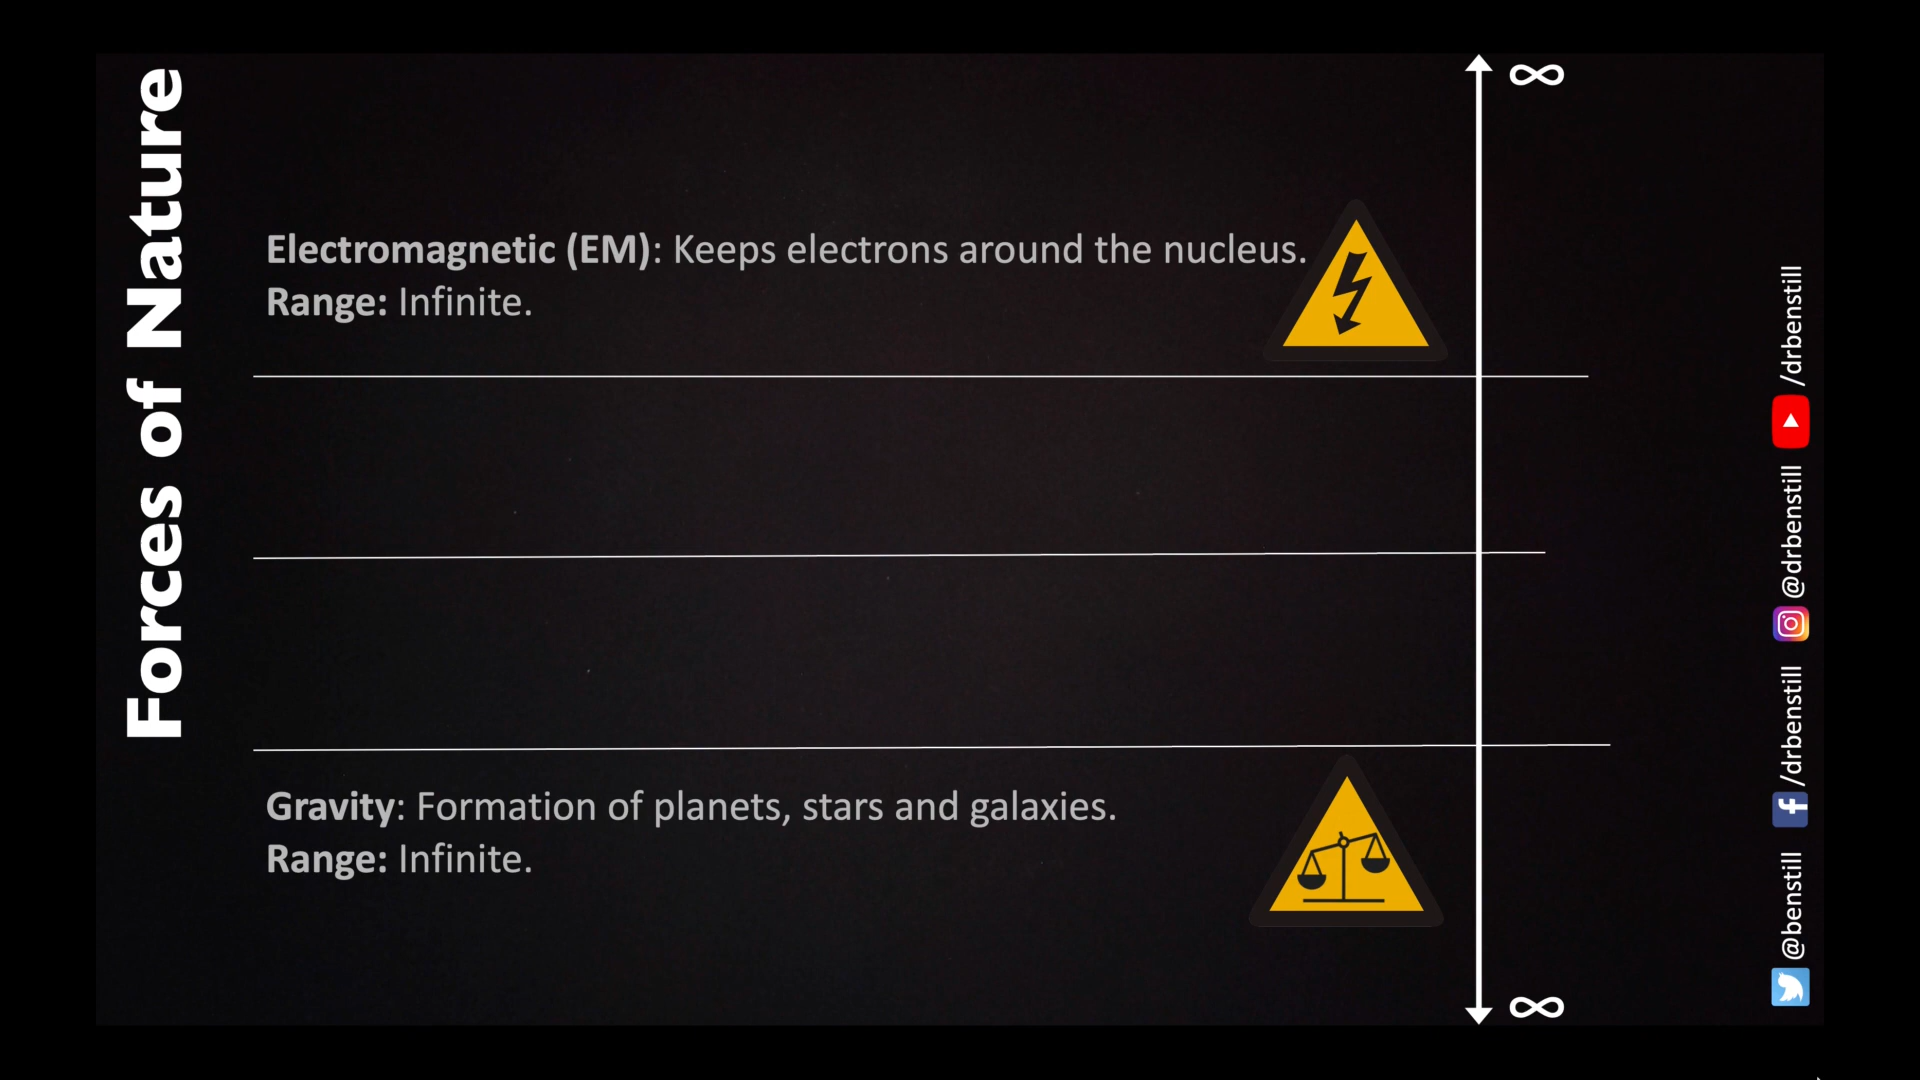 Forces of Nature
∞
Electromagnetic (EM): Keeps electrons around the nucleus.
Range: Infinite.
Gravity: Formation of planets, stars and galaxies.
Range: Infinite.
∞
@benstill
/drbenstill
@drbenstill
/drbenstill